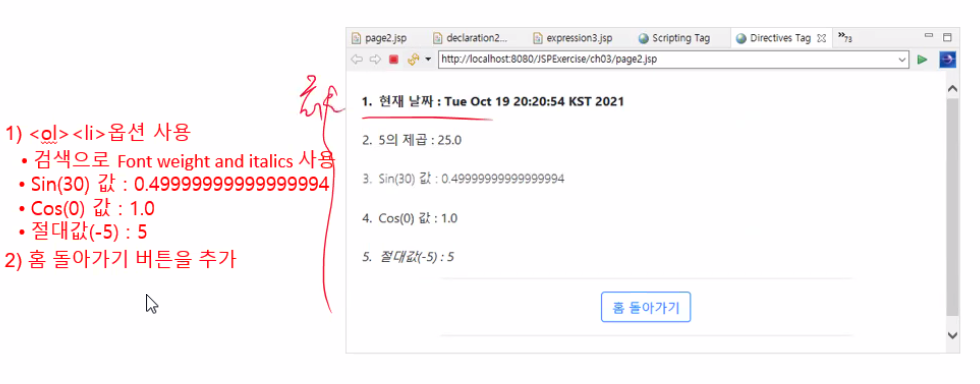 page2.jsp declaration2... expression3.jsp Scripting Tag Directives Tag »73
http://localhost:8080/JSPExercise/ch03/page2.jsp
1. 현재 날짜 : Tue Oct 19 20:20:54 KST 2021
2. 5의 제곱 : 25.0
3. Sin(30) 값 : 0.49999999999999994
4. Cos(0) 값 : 1.0
5. 절대값(-5) : 5
홈 돌아가기
1) <ol><li>옵션 사용
• 검색으로 Font weight and italics 사용
• Sin(30) 값 : 0.49999999999999994
• Cos(0) 값 : 1.0
• 절대값(-5) : 5
2) 홈 돌아가기 버튼을 추가